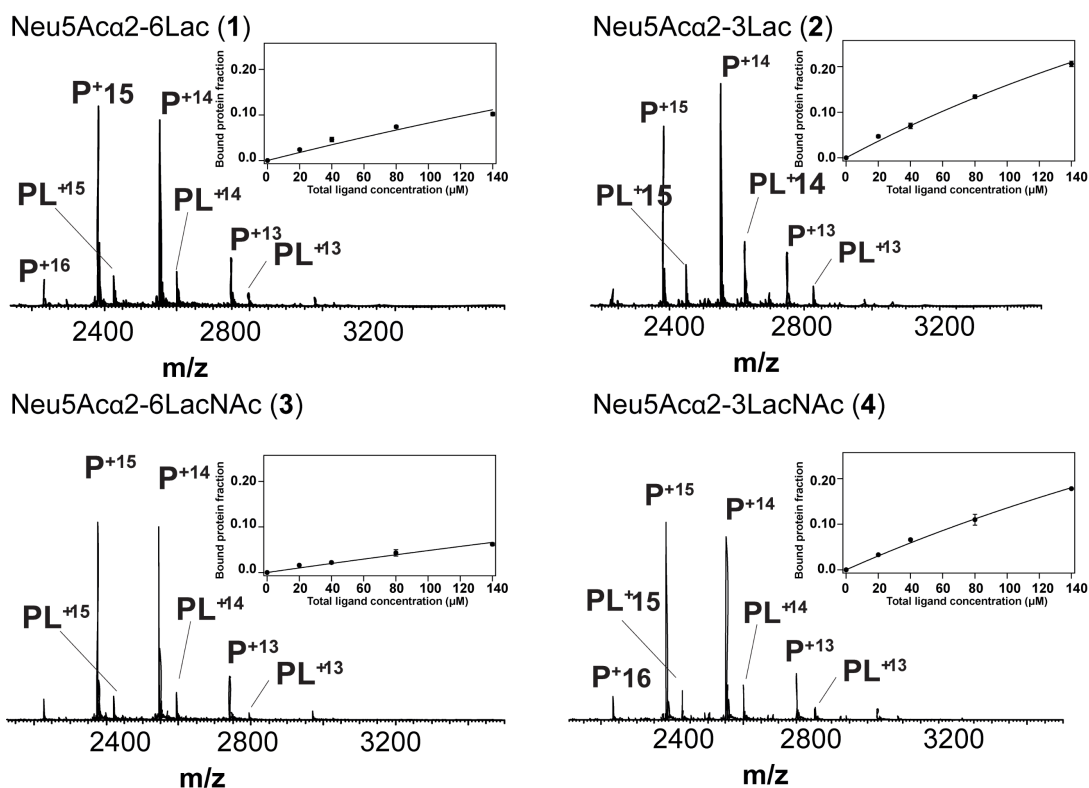 Neu5Acα2-6Lac (1)
P+15
P+14
PL+15
PL+14
P+13
PL+13
P+16
2400 2800 3200
m/z
Bound protein fraction
0.20
0.10
0.0
0 20 40 60 80 100 120 140
Total ligand concentration (µM)
Neu5Acα2-3Lac (2)
P+14
P+15
PL+15
PL+14
P+13
PL+13
2400 2800 3200
m/z
Bound protein fraction
0.20
0.10
0.0
0 20 40 60 80 100 120 140
Total ligand concentration (µM)
Neu5Acα2-6LacNAc (3)
P+15
P+14
PL+15
PL+14
P+13
PL+13
2400 2800 3200
m/z
Bound protein fraction
0.20
0.10
0.0
0 20 40 60 80 100 120 140
Total ligand concentration (µM)
Neu5Acα2-3LacNAc (4)
P+15
P+14
PL+15
PL+14
P+13
P+16
PL+13
2400 2800 3200
m/z
Bound protein fraction
0.20
0.10
0.0
0 20 40 60 80 100 120 140
Total ligand concentration (µM)